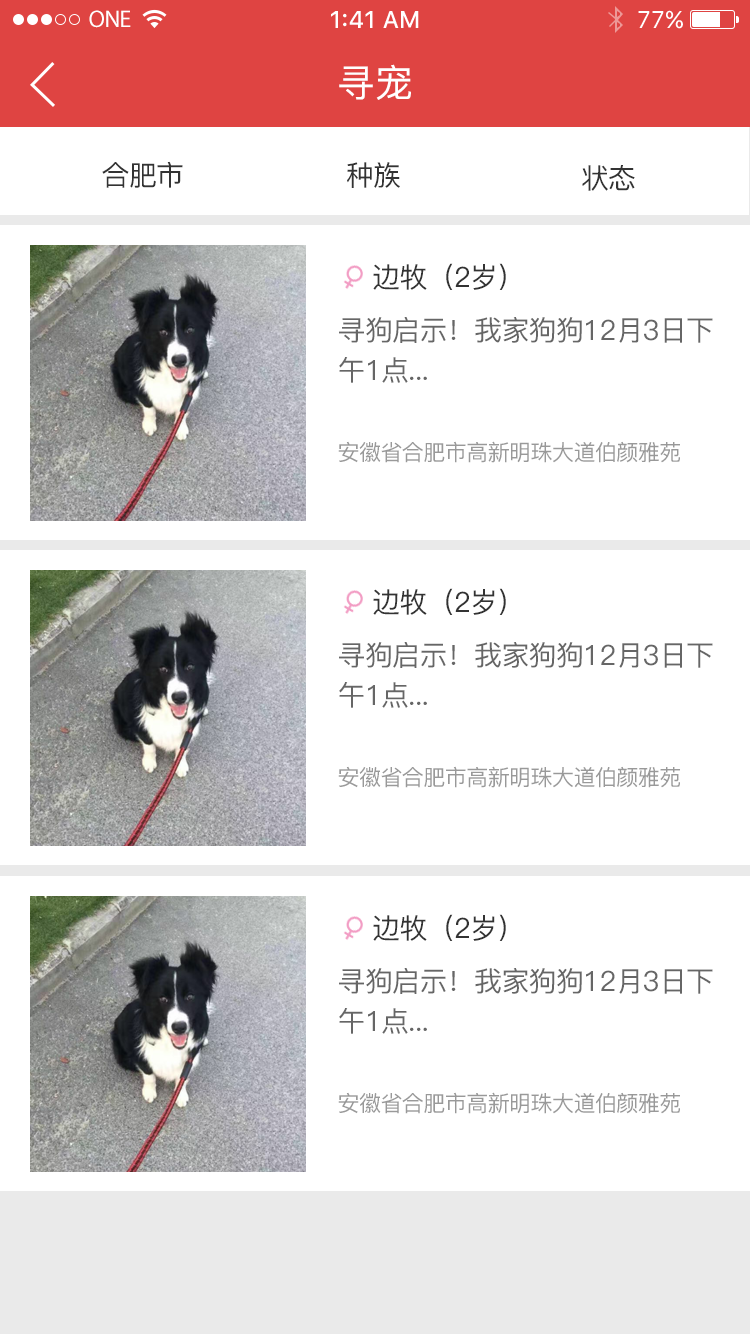 ONE 1:41 AM 77%
寻宠
合肥市 种族 状态
边牧（2岁）
寻狗启示！我家狗狗12月3日下
午1点...
安徽省合肥市高新明珠大道伯颜雅苑
边牧（2岁）
寻狗启示！我家狗狗12月3日下
午1点...
安徽省合肥市高新明珠大道伯颜雅苑
边牧（2岁）
寻狗启示！我家狗狗12月3日下
午1点...
安徽省合肥市高新明珠大道伯颜雅苑